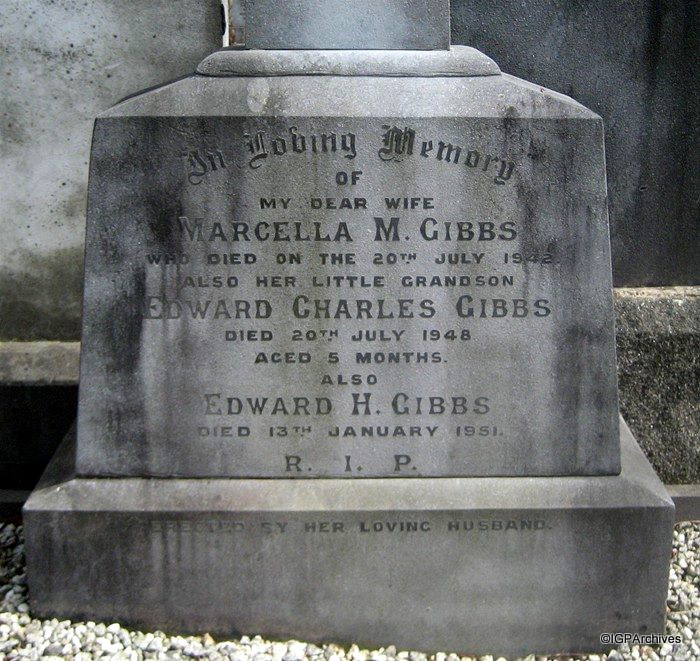 In Loving Memory
OF
MY DEAR WIFE
MARCELLA M. GIBBS
WHO DIED ON THE 20TH JULY 1942.
ALSO HER LITTLE GRANDSON
EDWARD CHARLES GIBBS
DIED 20TH JULY 1948
AGED 5 MONTHS.
ALSO
EDWARD H. GIBBS
DIED 13TH JANUARY 1951.
R. I. P.
ERECTED BY HER LOVING HUSBAND.
©IGPArchives